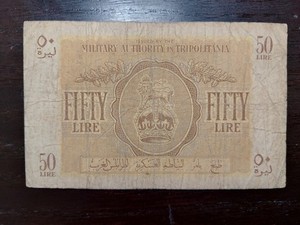 ٥٠ 50
ليرة LIRE
MILITARY AUTHORITY IN TRIPOLITANIA
FIFTY FIFTY
LIRE LIRE
50 ٥٠
LIRE ليرة